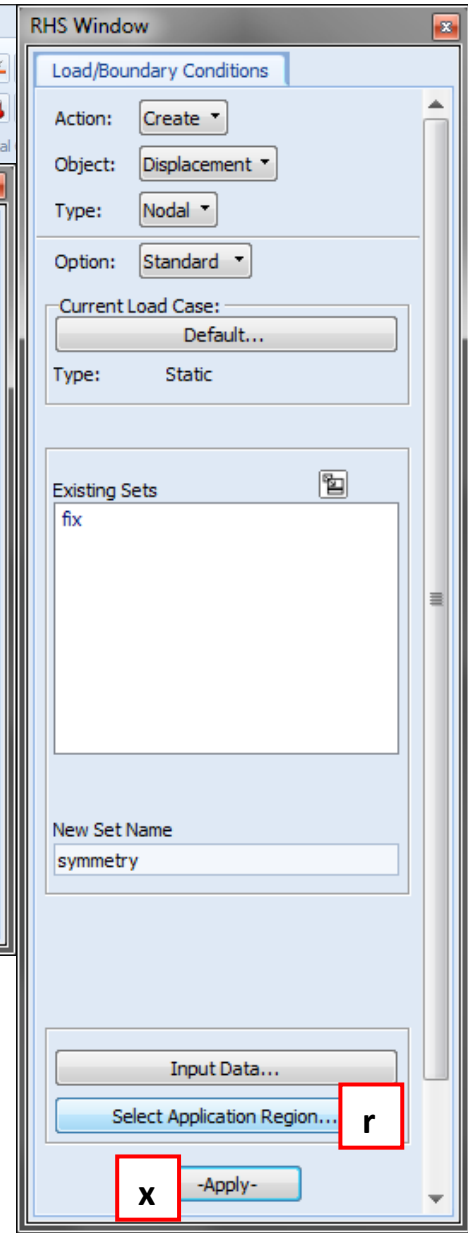 RHS Window
Load/Boundary Conditions
Action: Create
Object: Displacement
Type: Nodal
Option: Standard
Current Load Case:
Default...
Type: Static
Existing Sets
fix
New Set Name
symmetry
Input Data...
Select Application Region...
r
x
-Apply-
al